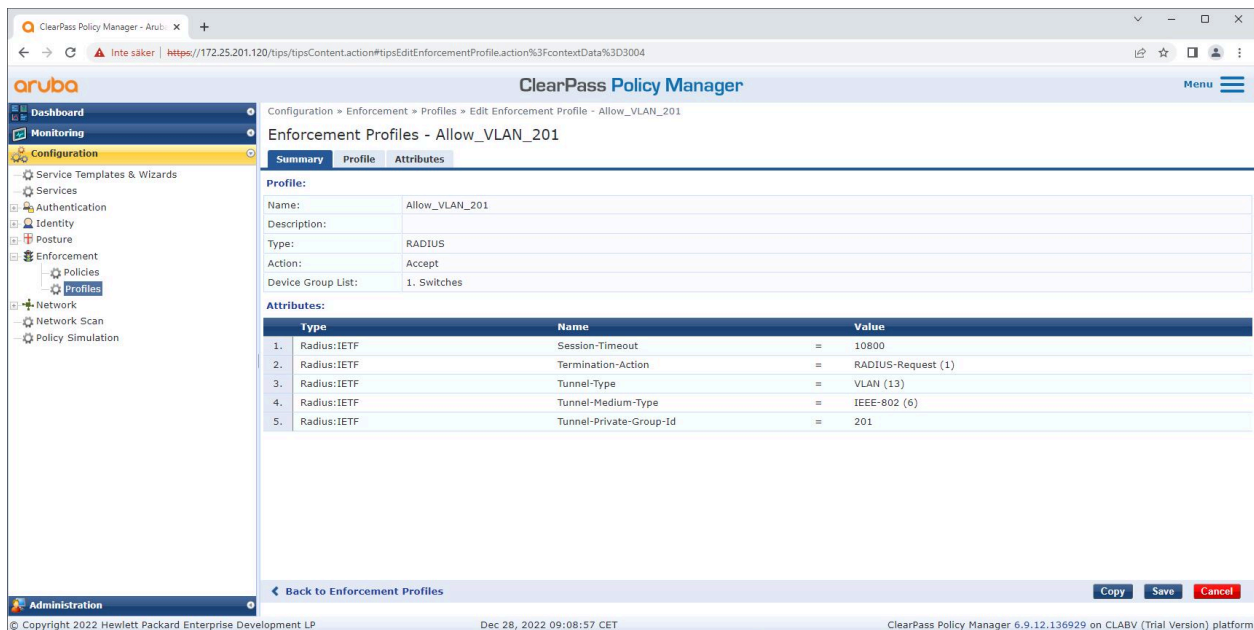 ClearPass Policy Manager - Arub
Inte säker | https://172.25.201.120/tips/tipsContent.action#tipsEditEnforcementProfile.action%3FcontextData%3D3004
aruba
ClearPass Policy Manager
Menu
Dashboard
Monitoring
Configuration
Service Templates & Wizards
Services
Authentication
Identity
Posture
Enforcement
Policies
Profiles
Network
Network Scan
Policy Simulation
Administration
Configuration » Enforcement » Profiles » Edit Enforcement Profile - Allow_VLAN_201
Enforcement Profiles - Allow_VLAN_201
Summary Profile Attributes
Profile:
Name: Allow_VLAN_201
Description:
Type: RADIUS
Action: Accept
Device Group List: 1. Switches
Attributes:
Type Name Value
1. Radius:IETF Session-Timeout = 10800
2. Radius:IETF Termination-Action = RADIUS-Request (1)
3. Radius:IETF Tunnel-Type = VLAN (13)
4. Radius:IETF Tunnel-Medium-Type = IEEE-802 (6)
5. Radius:IETF Tunnel-Private-Group-Id = 201
Back to Enforcement Profiles
Copy Save Cancel
© Copyright 2022 Hewlett Packard Enterprise Development LP Dec 28, 2022 09:08:57 CET ClearPass Policy Manager 6.9.12.136929 on CLABV (Trial Version) platform